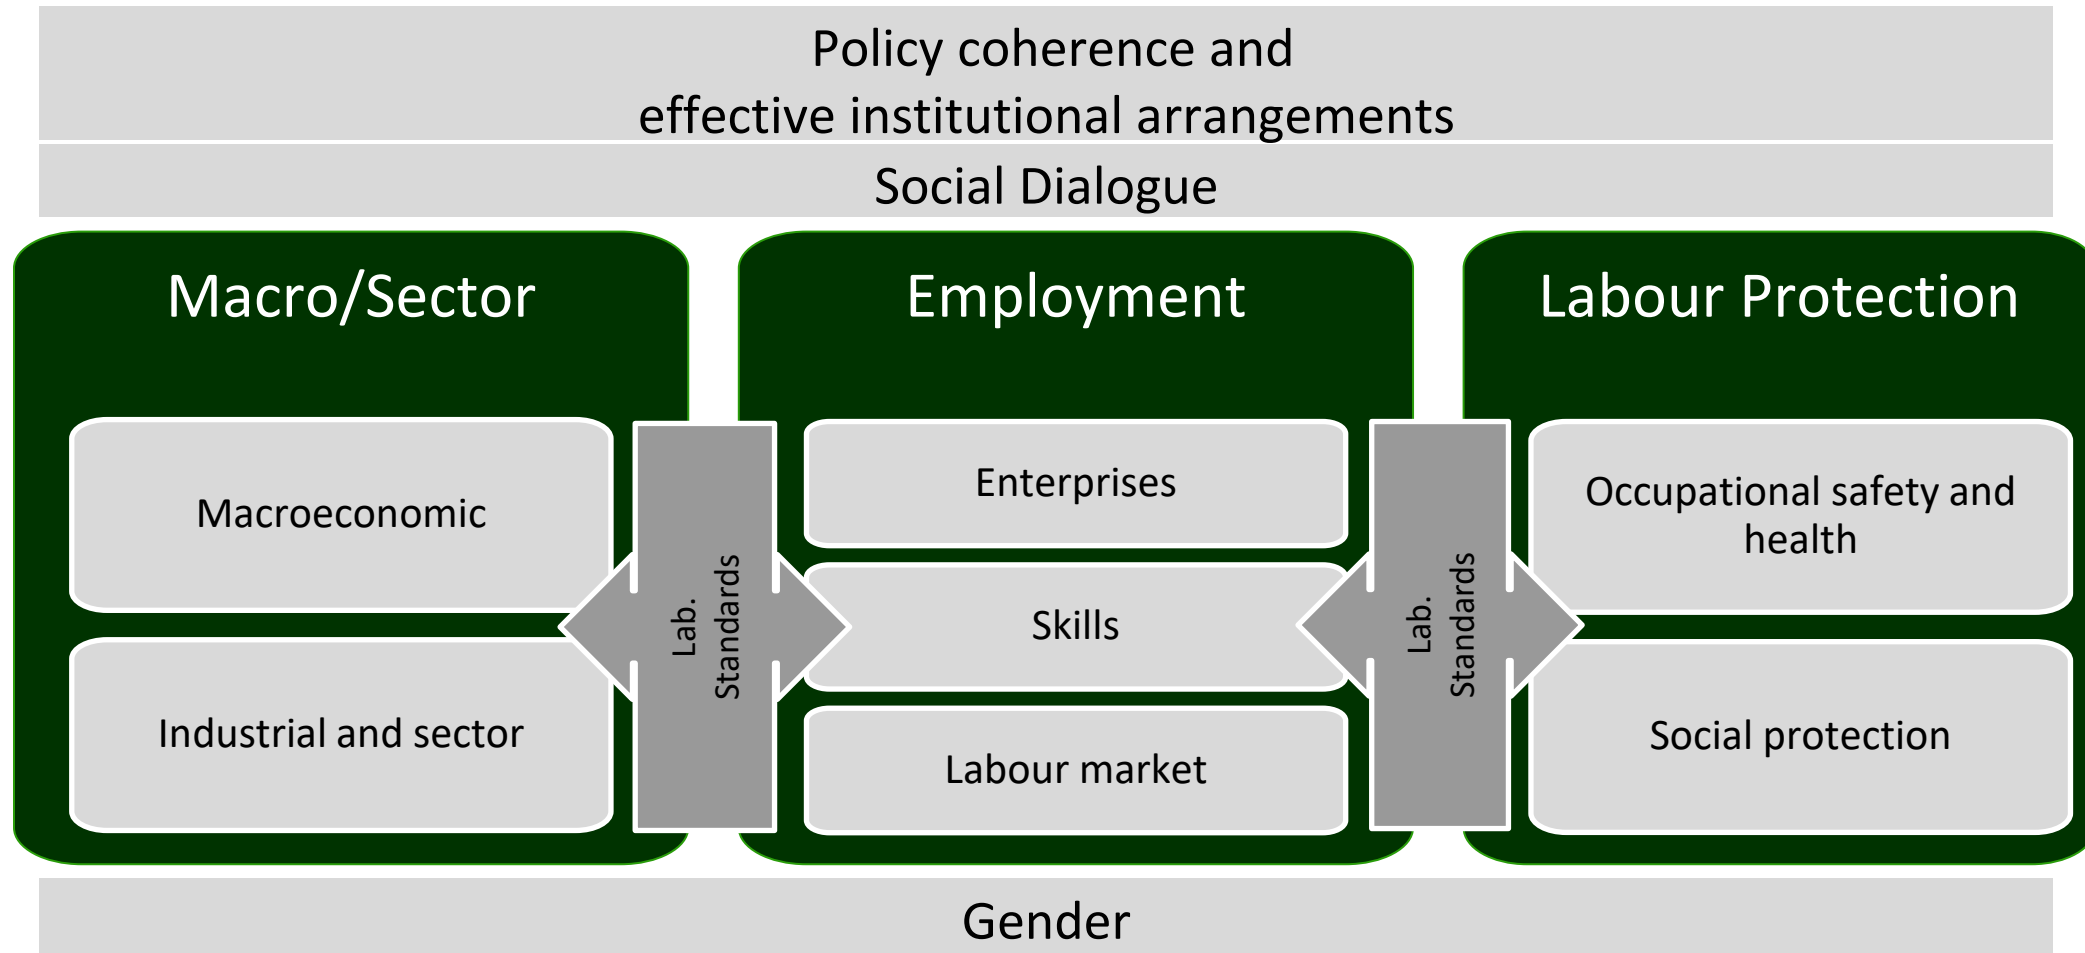 Policy coherence and
effective institutional arrangements
Social Dialogue
Macro/Sector
Macroeconomic
Industrial and sector
Lab.
Standards
Employment
Enterprises
Skills
Labour market
Lab.
Standards
Labour Protection
Occupational safety and
health
Social protection
Gender